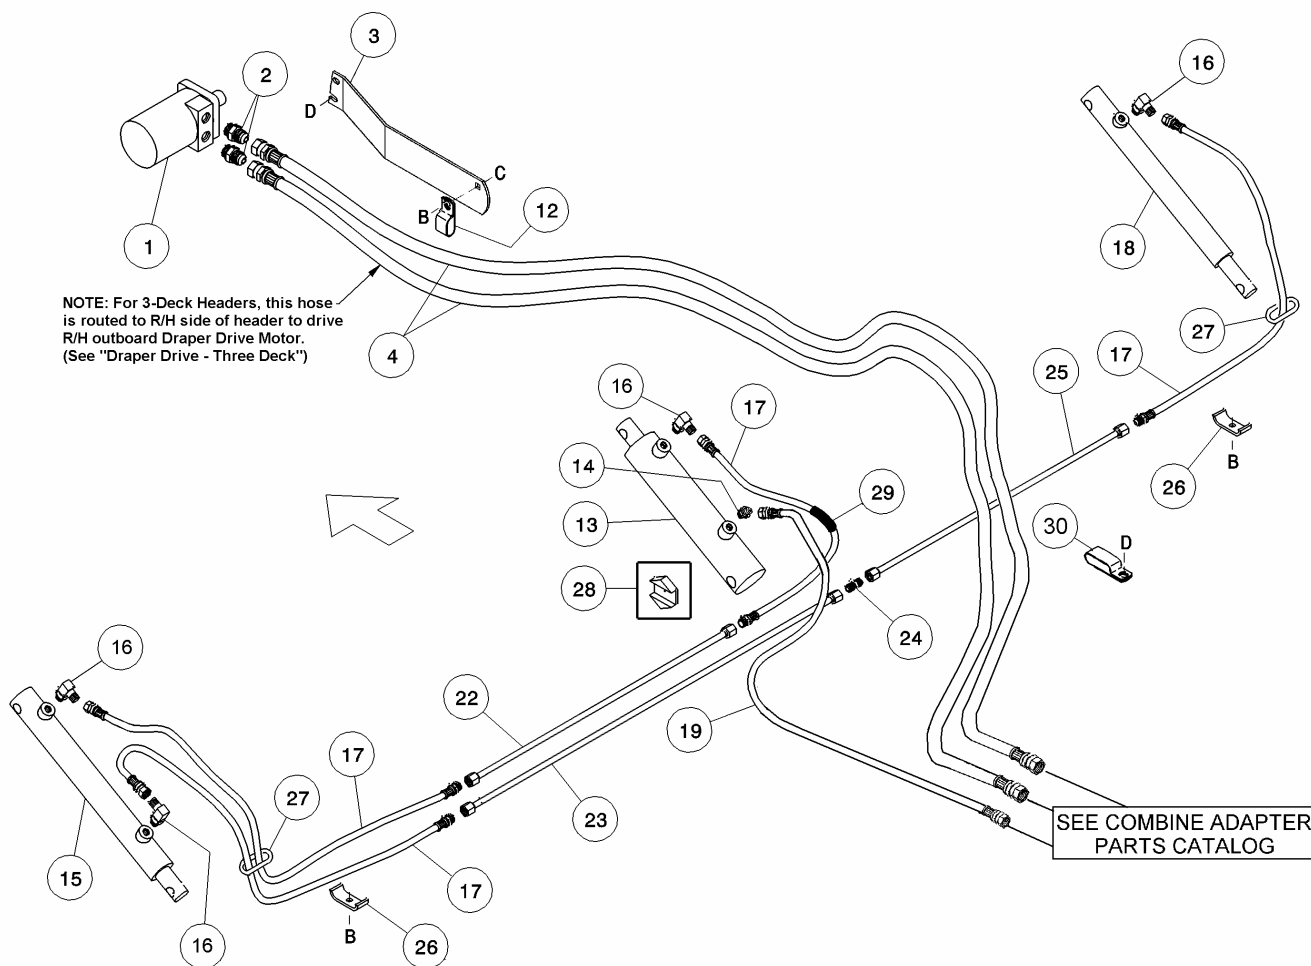 3
16
2
D
C
B
12
1
18
NOTE: For 3-Deck Headers, this hose
is routed to R/H side of header to drive
R/H outboard Draper Drive Motor.
(See "Draper Drive - Three Deck")
4
27
17
25
16
17
14
29
26
B
13
30
D
28
24
16
22
19
17
27
23
SEE COMBINE ADAPTER
PARTS CATALOG
15
17
B
16
26